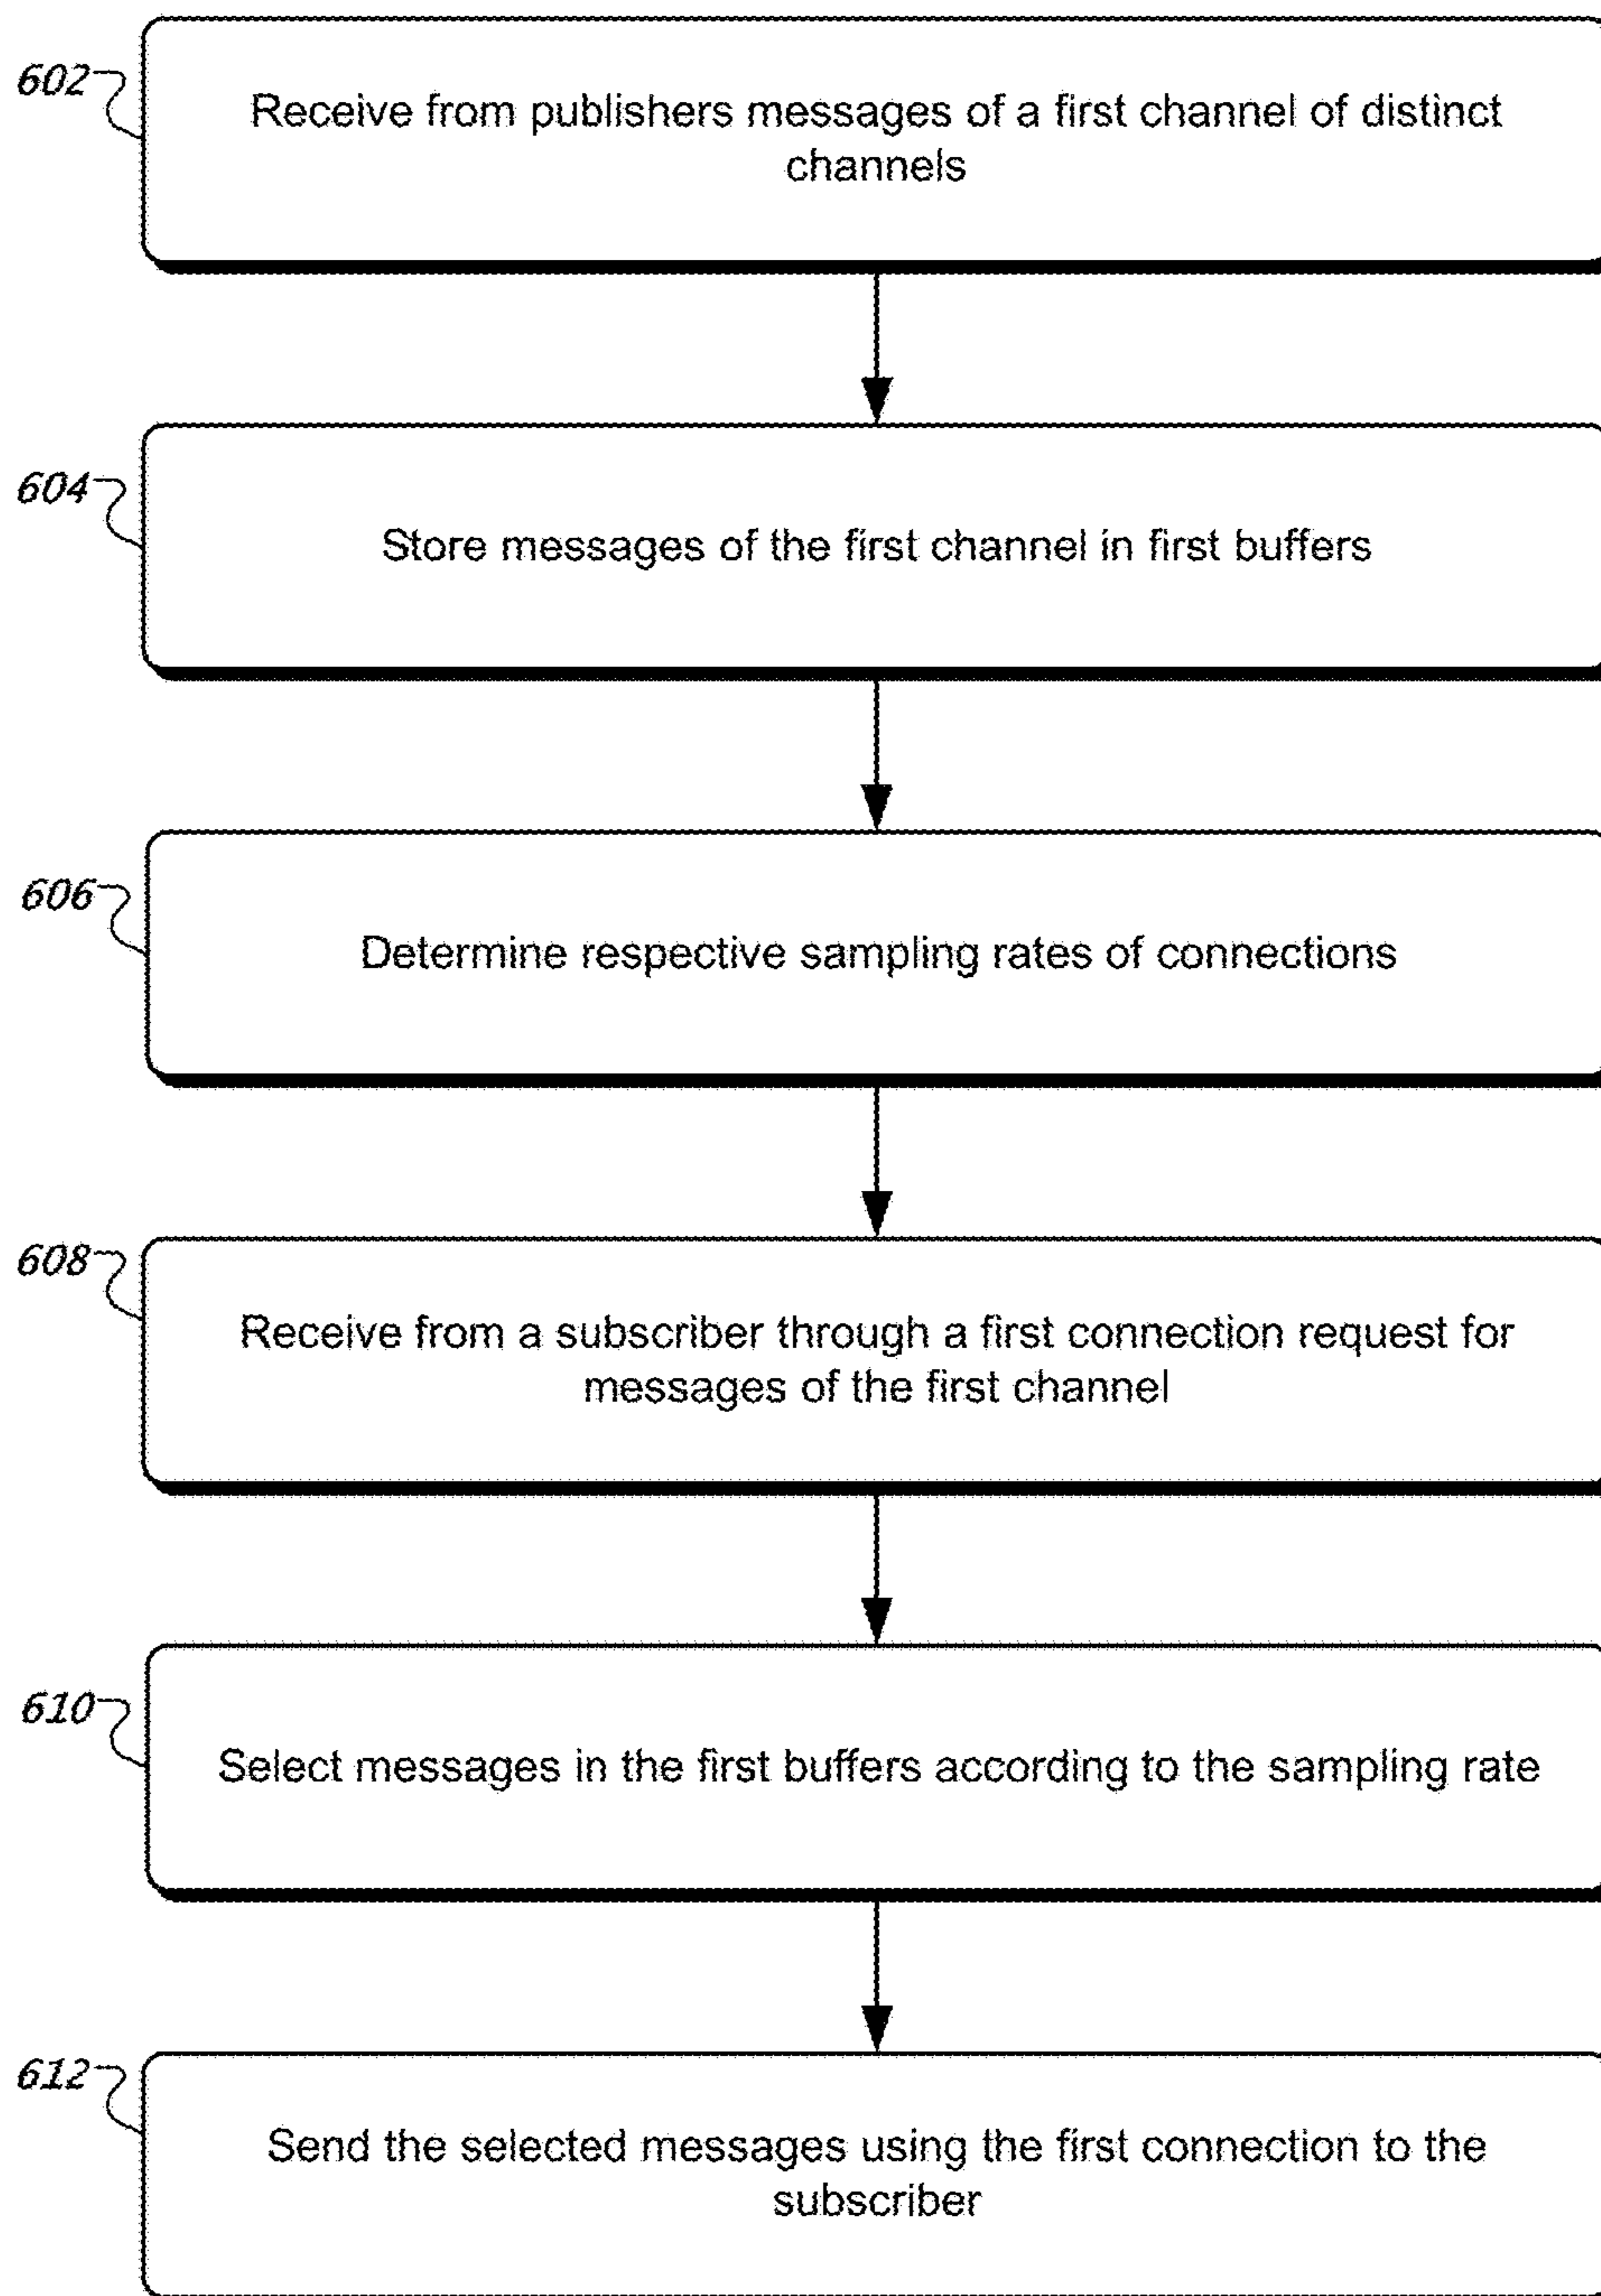 602
Receive from publishers messages of a first channel of distinct
channels
604
Store messages of the first channel in first buffers
606
Determine respective sampling rates of connections
608
Receive from a subscriber through a first connection request for
messages of the first channel
610
Select messages in the first buffers according to the sampling rate
612
Send the selected messages using the first connection to the
subscriber